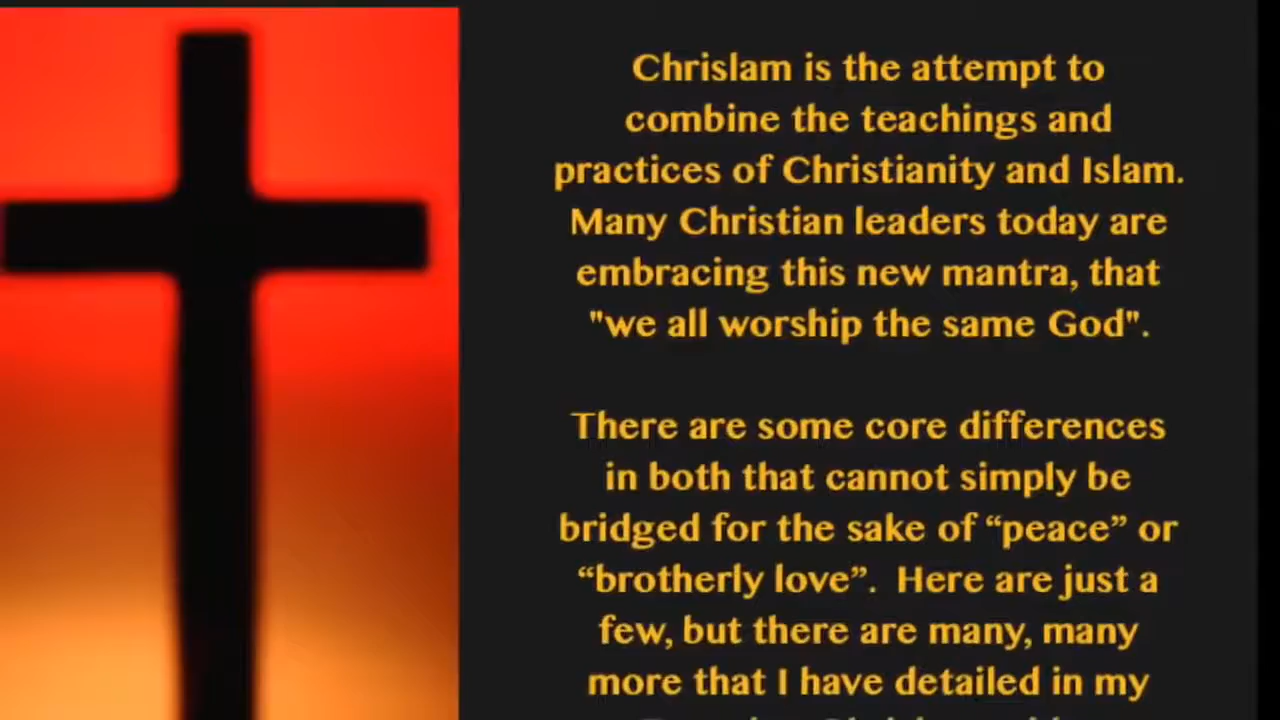 Chrislam is the attempt to
combine the teachings and
practices of Christianity and Islam.
Many Christian leaders today are
embracing this new mantra, that
"we all worship the same God".
There are some core differences
in both that cannot simply be
bridged for the sake of “peace” or
“brotherly love”.  Here are just a
few, but there are many, many
more that I have detailed in my